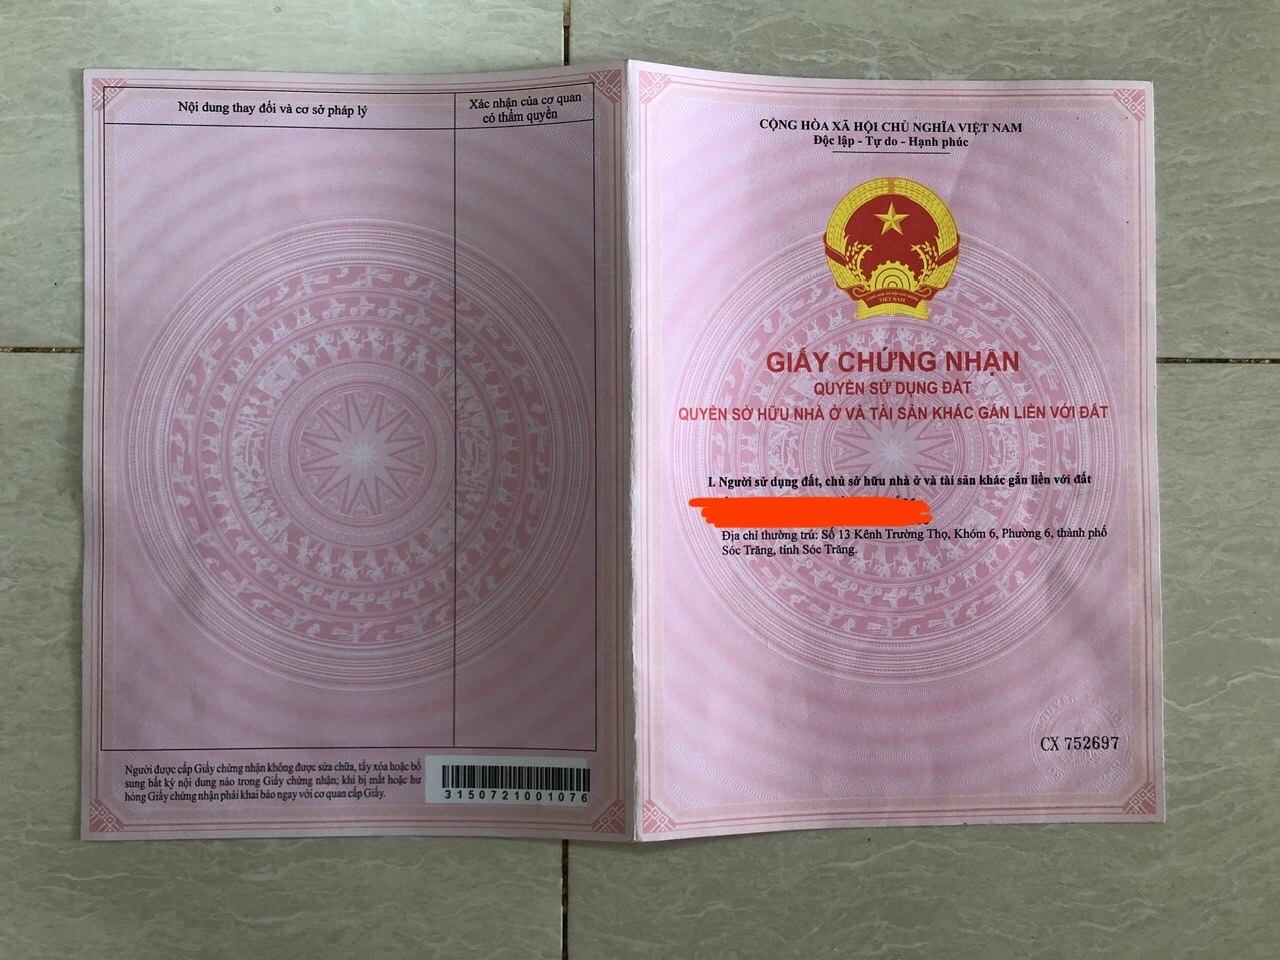 Nội dung thay đổi và cơ sở pháp lý
Xác nhận của cơ quan
có thẩm quyền
Người được cấp Giấy chứng nhận không được sửa chữa, tẩy xóa hoặc bổ
sung bất kỳ nội dung nào trong Giấy chứng nhận; khi bị mất hoặc hư
hỏng Giấy chứng nhận phải khai báo ngay với cơ quan cấp Giấy.
3150721001076
CỘNG HÒA XÃ HỘI CHỦ NGHĨA VIỆT NAM
Độc lập - Tự do - Hạnh phúc
VIỆT NAM
GIẤY CHỨNG NHẬN
QUYỀN SỬ DỤNG ĐẤT
QUYỀN SỞ HỮU NHÀ Ở VÀ TÀI SẢN KHÁC GẮN LIỀN VỚI ĐẤT
I. Người sử dụng đất, chủ sở hữu nhà ở và tài sản khác gắn liền với đất
Địa chỉ thường trú: Số 13 Kênh Trường Thọ, Khóm 6, Phường 6, thành phố
Sóc Trăng, tỉnh Sóc Trăng.
CX 752697